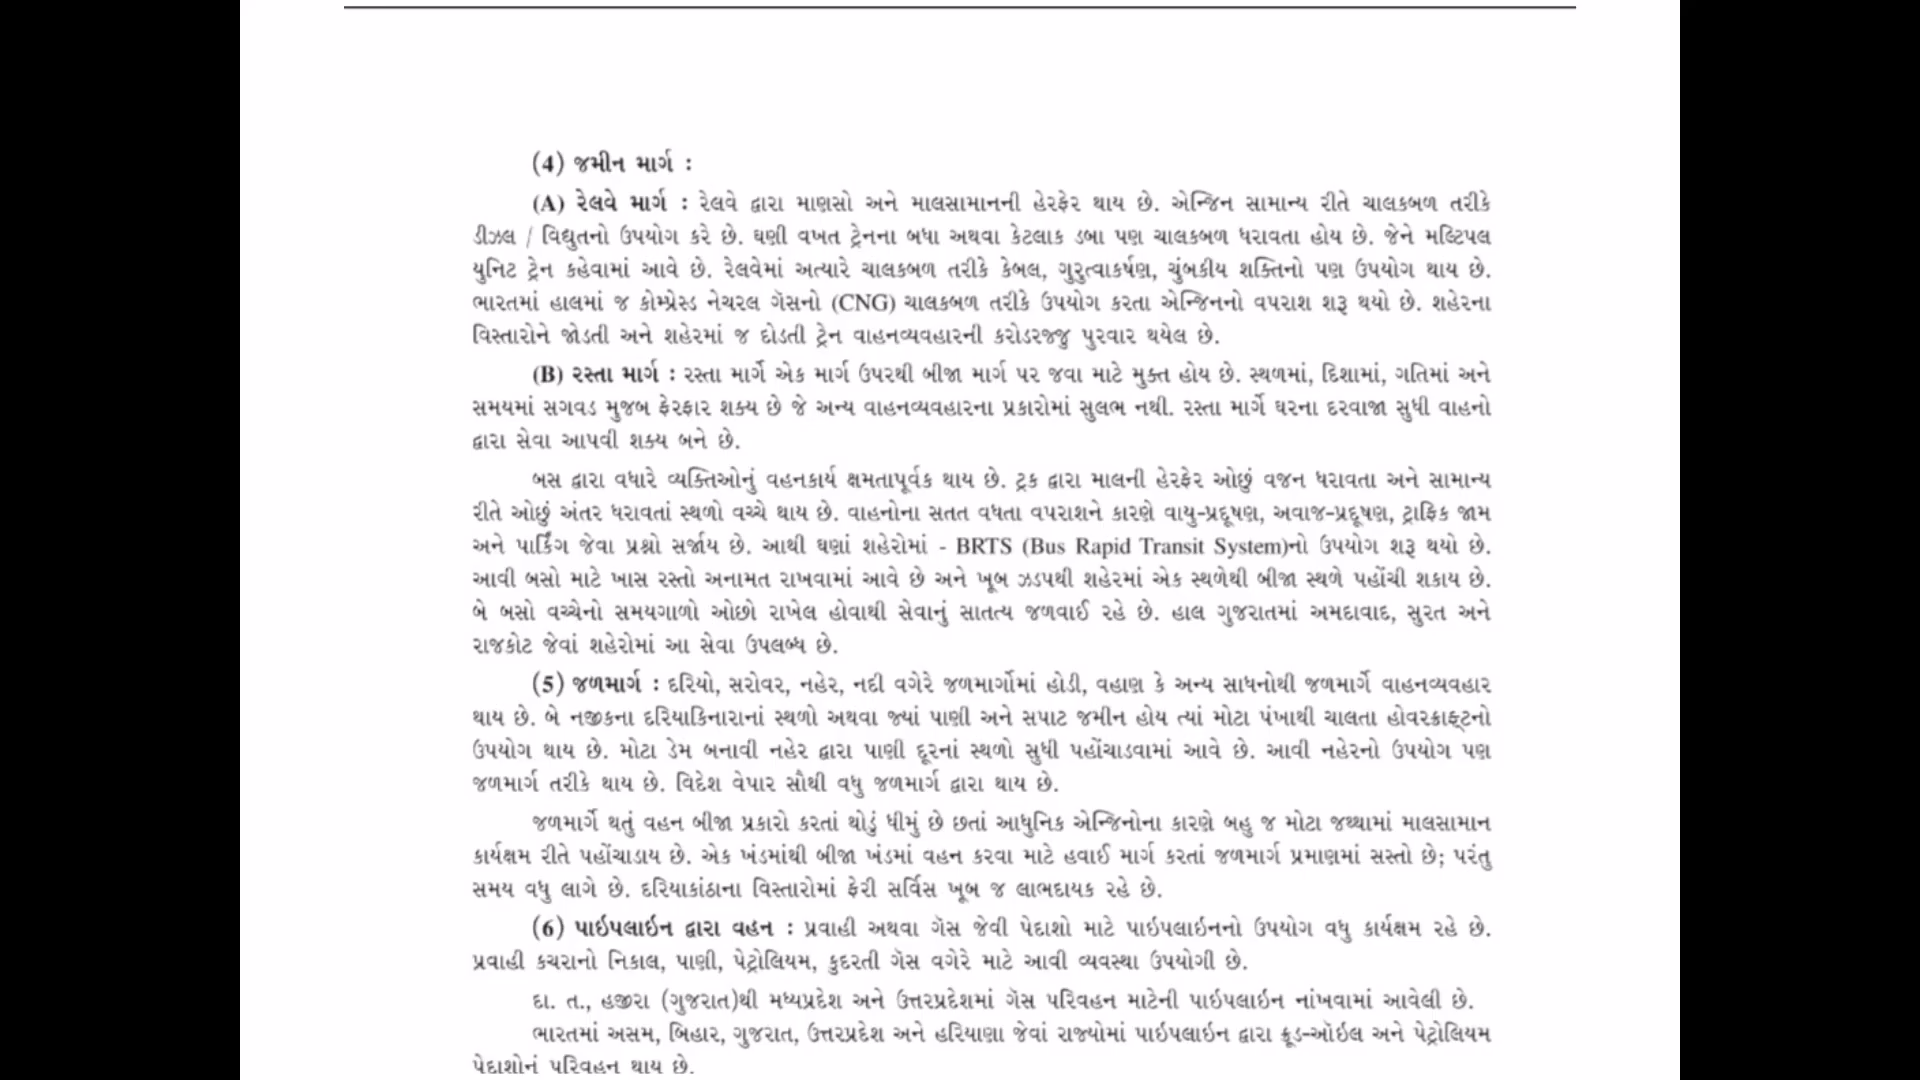 (4) જમીન માર્ગ :
(A) રેલવે માર્ગ : રેલવે દ્વારા માણસો અને માલસામાનની હેરફેર થાય છે. એન્જિન સામાન્ય રીતે ચાલકબળ તરીકે
ડીઝલ / વિદ્યુતનો ઉપયોગ કરે છે. ઘણી વખત ટ્રેનના બધા અથવા કેટલાક ડબા પણ ચાલકબળ ધરાવતા હોય છે. જેને મલ્ટિપલ
યુનિટ ટ્રેન કહેવામાં આવે છે. રેલવેમાં અત્યારે ચાલકબળ તરીકે કેબલ, ગુરુત્વાકર્ષણ, ચુંબકીય શક્તિનો પણ ઉપયોગ થાય છે.
ભારતમાં હાલમાં જ કોમ્પ્રેસ્ડ નેચરલ ગૅસનો (CNG) ચાલકબળ તરીકે ઉપયોગ કરતા એન્જિનનો વપરાશ શરૂ થયો છે. શહેરના
વિસ્તારોને જોડતી અને શહેરમાં જ દોડતી ટ્રેન વાહનવ્યવહારની કરોડરજ્જુ પુરવાર થયેલ છે.
(B) રસ્તા માર્ગ : રસ્તા માર્ગે એક માર્ગ ઉપરથી બીજા માર્ગ પર જવા માટે મુક્ત હોય છે. સ્થળમાં, દિશામાં, ગતિમાં અને
સમયમાં સગવડ મુજબ ફેરફાર શક્ય છે જે અન્ય વાહનવ્યવહારના પ્રકારોમાં સુલભ નથી. રસ્તા માર્ગે ઘરના દરવાજા સુધી વાહનો
દ્વારા સેવા આપવી શક્ય બને છે.
બસ દ્વારા વધારે વ્યક્તિઓનું વહનકાર્ય ક્ષમતાપૂર્વક થાય છે. ટ્રક દ્વારા માલની હેરફેર ઓછું વજન ધરાવતા અને સામાન્ય
રીતે ઓછું અંતર ધરાવતાં સ્થળો વચ્ચે થાય છે. વાહનોના સતત વધતા વપરાશને કારણે વાયુ-પ્રદૂષણ, અવાજ-પ્રદૂષણ, ટ્રાફિક જામ
અને પાર્કિંગ જેવા પ્રશ્નો સર્જાય છે. આથી ઘણાં શહેરોમાં - BRTS (Bus Rapid Transit System)નો ઉપયોગ શરૂ થયો છે.
આવી બસો માટે ખાસ રસ્તો અનામત રાખવામાં આવે છે અને ખૂબ ઝડપથી શહેરમાં એક સ્થળેથી બીજા સ્થળે પહોંચી શકાય છે.
બે બસો વચ્ચેનો સમયગાળો ઓછો રાખેલ હોવાથી સેવાનું સાતત્ય જળવાઈ રહે છે. હાલ ગુજરાતમાં અમદાવાદ, સુરત અને
રાજકોટ જેવાં શહેરોમાં આ સેવા ઉપલબ્ધ છે.
(5) જળમાર્ગ : દરિયો, સરોવર, નહેર, નદી વગેરે જળમાર્ગોમાં હોડી, વહાણ કે અન્ય સાધનોથી જળમાર્ગે વાહનવ્યવહાર
થાય છે. બે નજીકના દરિયાકિનારાનાં સ્થળો અથવા જ્યાં પાણી અને સપાટ જમીન હોય ત્યાં મોટા પંખાથી ચાલતા હોવરક્રાફ્ટનો
ઉપયોગ થાય છે. મોટા ડેમ બનાવી નહેર દ્વારા પાણી દૂરનાં સ્થળો સુધી પહોંચાડવામાં આવે છે. આવી નહેરનો ઉપયોગ પણ
જળમાર્ગ તરીકે થાય છે. વિદેશ વેપાર સૌથી વધુ જળમાર્ગ દ્વારા થાય છે.
જળમાર્ગે થતું વહન બીજા પ્રકારો કરતાં થોડું ધીમું છે છતાં આધુનિક એન્જિનોના કારણે બહુ જ મોટા જથ્થામાં માલસામાન
કાર્યક્ષમ રીતે પહોંચાડાય છે. એક ખંડમાંથી બીજા ખંડમાં વહન કરવા માટે હવાઈ માર્ગ કરતાં જળમાર્ગ પ્રમાણમાં સસ્તો છે; પરંતુ
સમય વધુ લાગે છે. દરિયાકાંઠાના વિસ્તારોમાં ફેરી સર્વિસ ખૂબ જ લાભદાયક રહે છે.
(6) પાઇપલાઇન દ્વારા વહન : પ્રવાહી અથવા ગૅસ જેવી પેદાશો માટે પાઇપલાઇનનો ઉપયોગ વધુ કાર્યક્ષમ રહે છે.
પ્રવાહી કચરાનો નિકાલ, પાણી, પેટ્રોલિયમ, કુદરતી ગૅસ વગેરે માટે આવી વ્યવસ્થા ઉપયોગી છે.
દા. ત., હજીરા (ગુજરાત)થી મધ્યપ્રદેશ અને ઉત્તરપ્રદેશમાં ગૅસ પરિવહન માટેની પાઇપલાઇન નાંખવામાં આવેલી છે.
ભારતમાં અસમ, બિહાર, ગુજરાત, ઉત્તરપ્રદેશ અને હરિયાણા જેવાં રાજ્યોમાં પાઇપલાઇન દ્વારા ક્રૂડ-ઑઇલ અને પેટ્રોલિયમ
પેદાશોનું પરિવહન થાય છે.